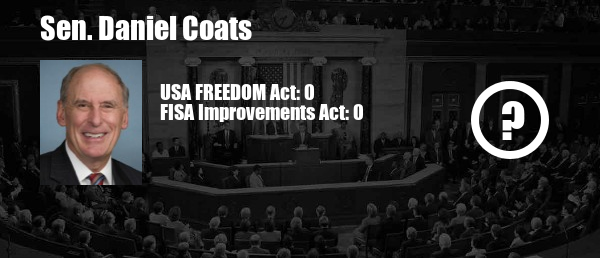 Sen. Daniel Coats
USA FREEDOM Act: 0
FISA Improvements Act: 0
?